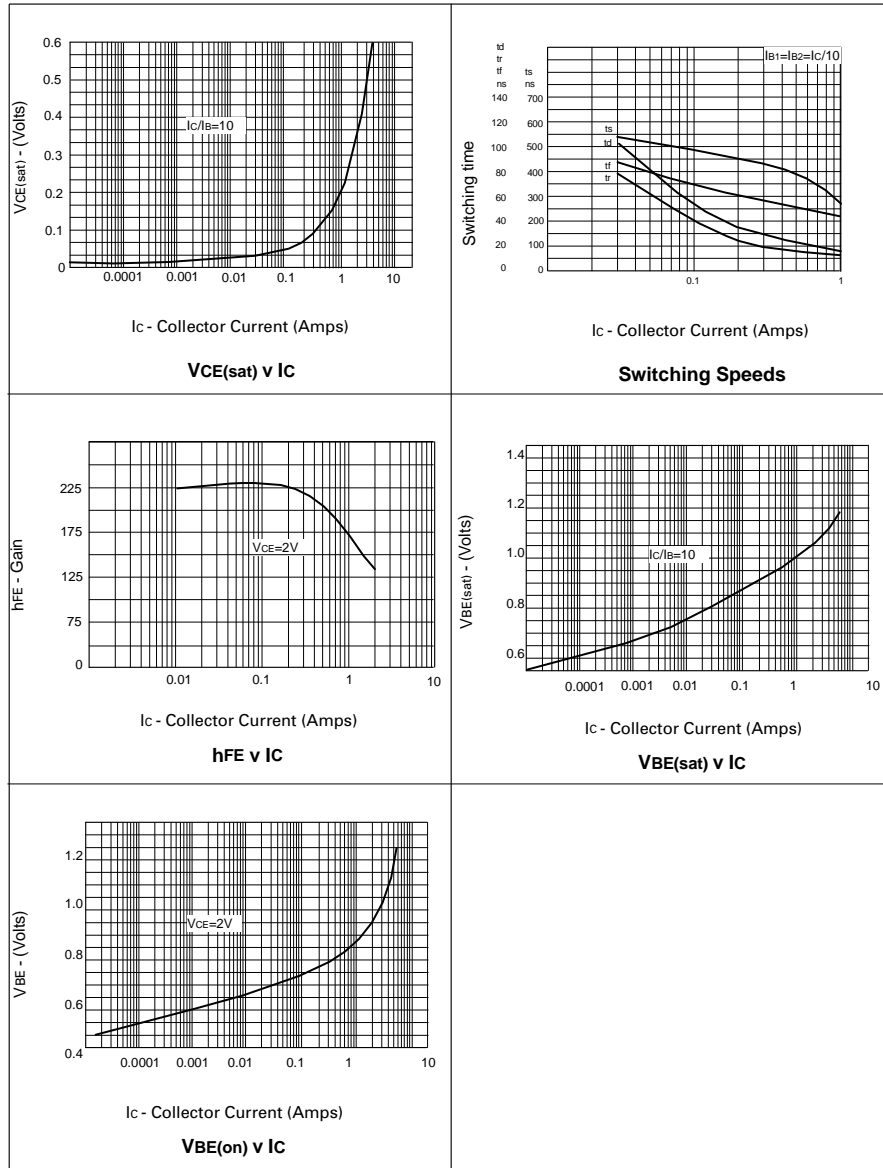 0.6
0.6
0.4
0.3
0.2
0.1
0
VCE(sat) - (Volts)
IC/IB=10
0.0001
0.001
0.01
0.1
1
10
IC - Collector Current (Amps)
VCE(sat) v IC
td
tr
tf
ts
ns
ns
140
700
120
600
100
500
80
400
60
300
40
200
20
100
0
0
Switching time
IB1=IB2=IC/10
ts
td
tf
tr
0.1
1
IC - Collector Current (Amps)
Switching Speeds
225
175
125
75
0
hFE - Gain
VCE=2V
0.01
0.1
1
10
IC - Collector Current (Amps)
hFE v IC
1.4
1.2
1.0
0.8
0.6
VBE(sat) - (Volts)
IC/IB=10
0.0001
0.001
0.01
0.1
1
10
IC - Collector Current (Amps)
VBE(sat) v IC
1.2
1.0
0.8
0.6
0.4
VBE - (Volts)
VCE=2V
0.0001
0.001
0.01
0.1
1
10
IC - Collector Current (Amps)
VBE(on) v IC